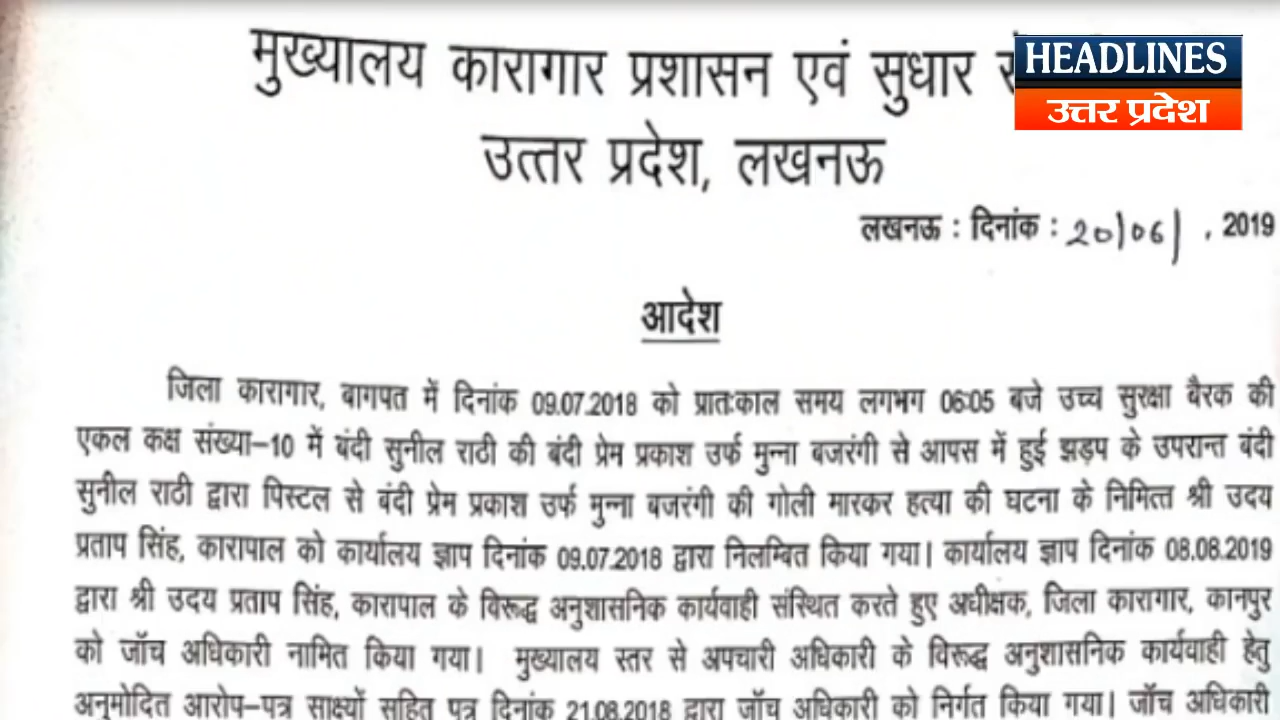 मुख्यालय कारागार प्रशासन एवं सुधार
HEADLINES
उत्तर प्रदेश
उत्तर प्रदेश, लखनऊ
लखनऊ : दिनांक : 20/06/ , 2019
आदेश
जिला कारागार, बागपत में दिनांक 09.07.2018 को प्रातःकाल समय लगभग 06:05 बजे उच्च सुरक्षा बैरक की
एकल कक्ष संख्या-10 में बंदी सुनील राठी की बंदी प्रेम प्रकाश उर्फ मुन्ना बजरंगी से आपस में हुई झड़प के उपरान्त बंदी
सुनील राठी द्वारा पिस्टल से बंदी प्रेम प्रकाश उर्फ मुन्ना बजरंगी की गोली मारकर हत्या की घटना के निमित्त श्री उदय
प्रताप सिंह, कारापाल को कार्यालय ज्ञाप दिनांक 09.07.2018 द्वारा निलम्बित किया गया। कार्यालय ज्ञाप दिनांक 08.08.2019
द्वारा श्री उदय प्रताप सिंह, कारापाल के विरूद्ध अनुशासनिक कार्यवाही संस्थित करते हुए अधीक्षक, जिला कारागार, कानपुर
को जॉच अधिकारी नामित किया गया। मुख्यालय स्तर से अपचारी अधिकारी के विरूद्ध अनुशासनिक कार्यवाही हेतु
अनुमोदित आरोप-पत्र साक्ष्यों सहित पत्र दिनांक 21.08.2018 द्वारा जॉच अधिकारी को निर्गत किया गया। जॉच अधिकारी